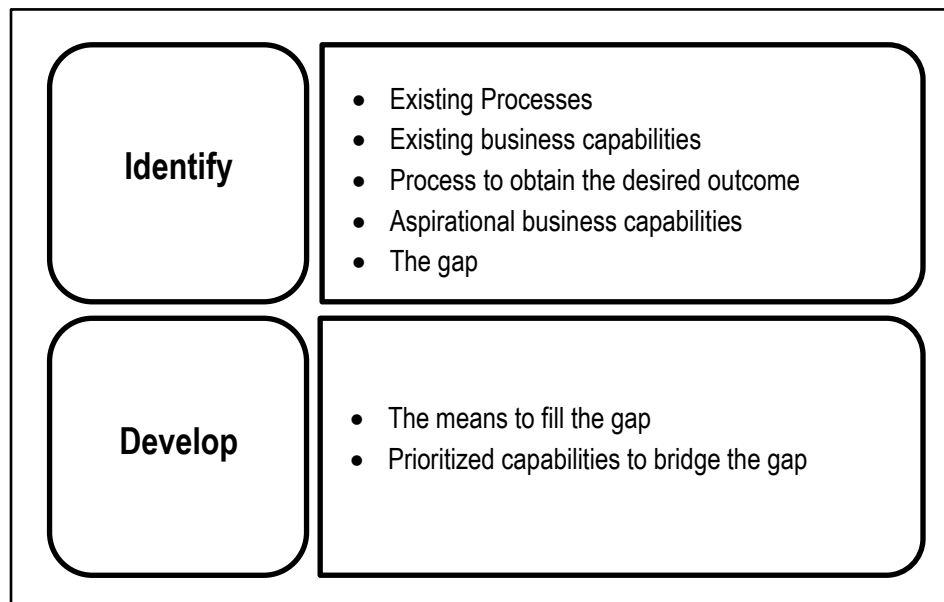 Identify
• Existing Processes
• Existing business capabilities
• Process to obtain the desired outcome
• Aspirational business capabilities
• The gap
Develop
• The means to fill the gap
• Prioritized capabilities to bridge the gap